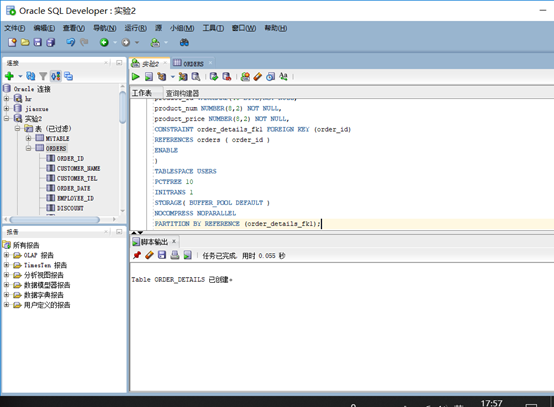 Oracle SQL Developer : 实验2
文件(F) 编辑(E) 查看(V) 导航(N) 运行(R) 源 小组(M) 工具(T) 窗口(W) 帮助(H)
连接
Oracle 连接
hr
jiaoxue
实验2
表 (已过滤)
MYTABLE
ORDERS
ORDER_ID
CUSTOMER_NAME
CUSTOMER_TEL
ORDER_DATE
EMPLOYEE_ID
DISCOUNT
报告
所有报告
OLAP 报告
TimesTen 报告
分析视图报告
数据模型器报告
数据字典报告
用户定义的报告
实验2 ORDERS
工作表 查询构建器
product_num NUMBER(8,2) NOT NULL,
product_price NUMBER(8,2) NOT NULL,
CONSTRAINT order_details_fk1 FOREIGN KEY (order_id)
REFERENCES orders ( order_id )
ENABLE
)
TABLESPACE USERS
PCTFREE 10
INITRANS 1
STORAGE( BUFFER_POOL DEFAULT )
NOCOMPRESS NOPARALLEL
PARTITION BY REFERENCE (order_details_fk1);
脚本输出 x
任务已完成, 用时 0.055 秒
Table ORDER_DETAILS 已创建。
17:57